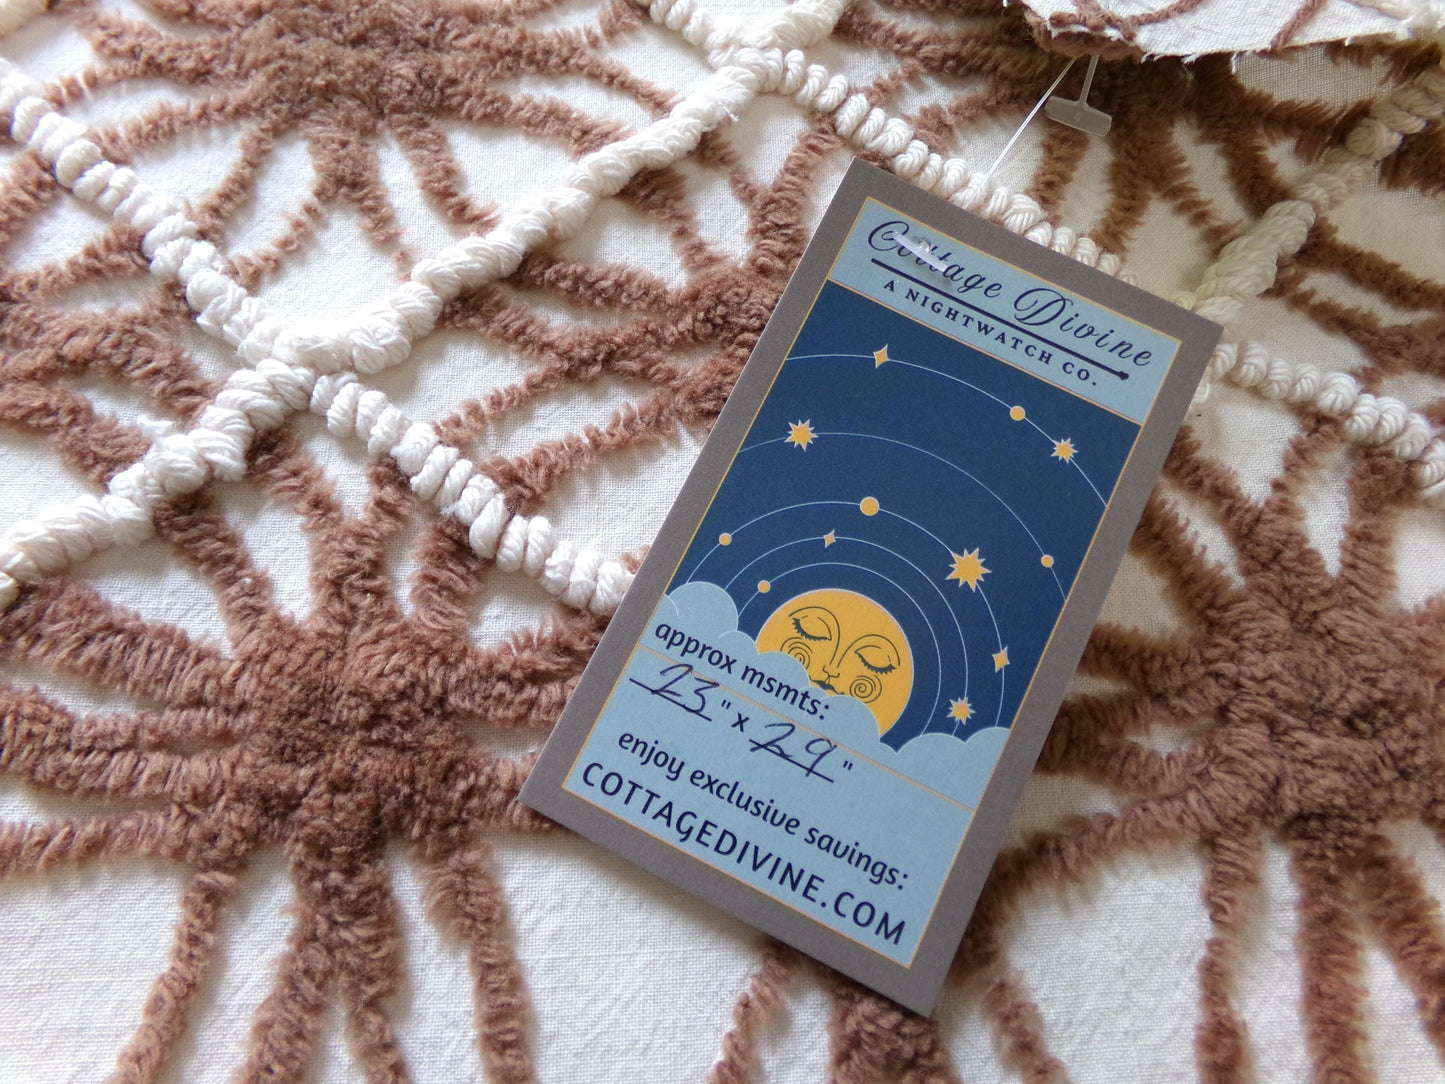 Cottage Divine
A NIGHTWATCH CO.
approx msmts:
23 " x 29 "
enjoy exclusive savings:
COTTAGEDIVINE.COM